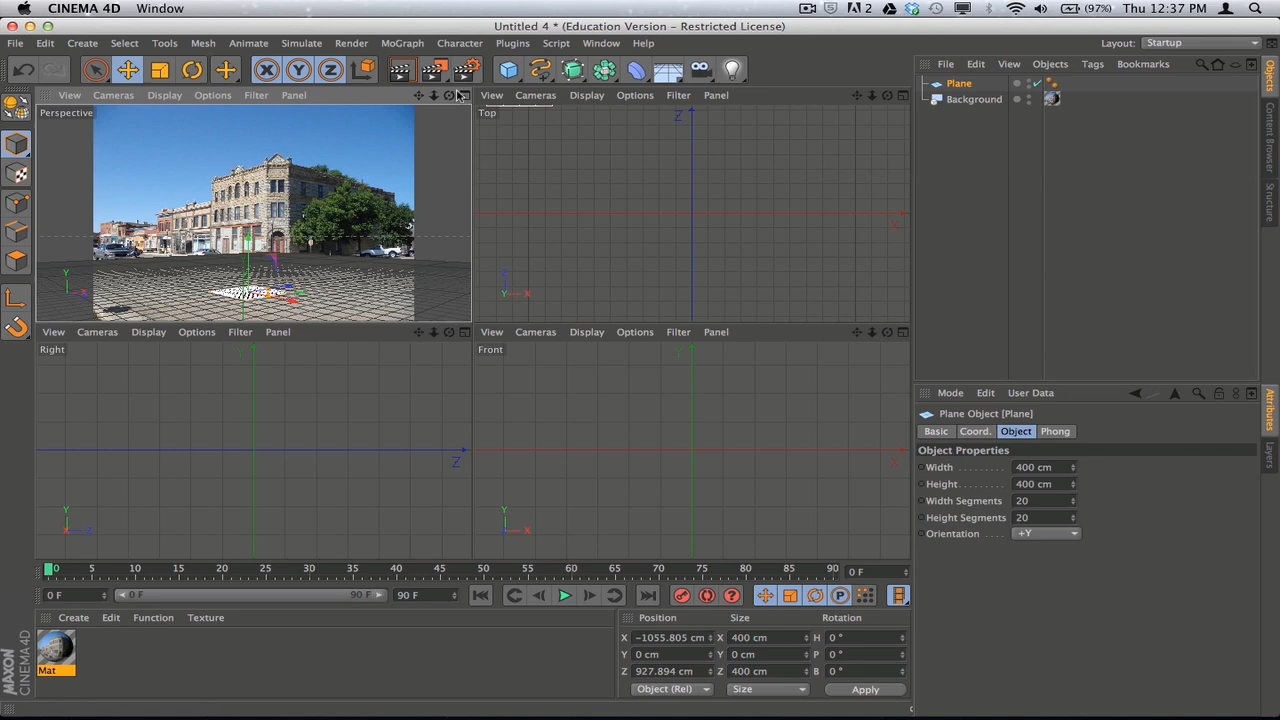 CINEMA 4D Window 2 (97%) Thu 12:37 PM
Untitled 4 * (Education Version - Restricted License)
File Edit Create Select Tools Mesh Animate Simulate Render MoGraph Character Plugins Script Window Help Layout: Startup
X Y Z
File Edit View Objects Tags Bookmarks
Plane
Background
View Cameras Display Options Filter Panel
Perspective
Y
View Cameras Display Options Filter Panel
Top
Z
X
Y X
View Cameras Display Options Filter Panel
Right
Y
Z
Y
X Z
View Cameras Display Options Filter Panel
Front
Y
X
Y
X
Objects
Content Browser
Structure
Attributes
Layers
Mode Edit User Data
Plane Object [Plane]
Basic Coord. Object Phong
Object Properties
Width 400 cm
Height 400 cm
Width Segments 20
Height Segments 20
Orientation +Y
0 5 10 15 20 25 30 35 40 45 50 55 60 65 70 75 80 85 90 0 F
0 F 0 F 90 F 90 F
P
Create Edit Function Texture
Mat
Position Size Rotation
X -1055.805 cm X 400 cm H 0 °
Y 0 cm Y 0 cm P 0 °
Z 927.894 cm Z 400 cm B 0 °
Object (Rel) Size Apply
MAXON
CINEMA 4D